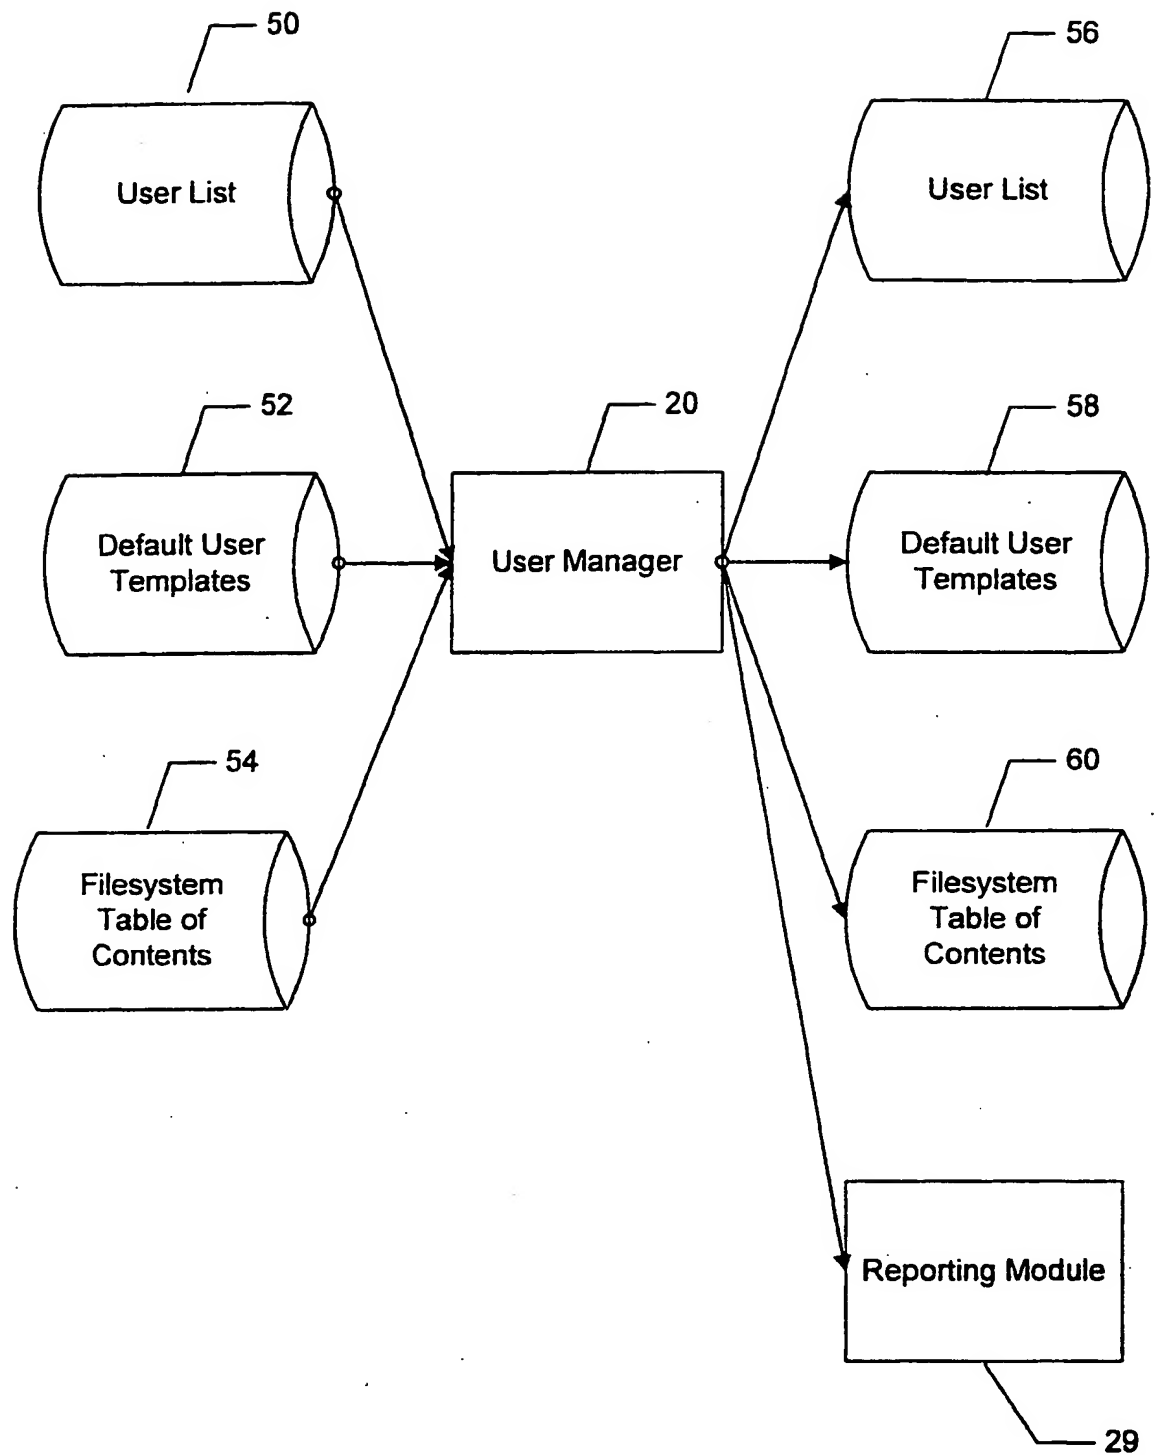 50
56
User List
User List
52
20
58
Default User
Templates
User Manager
Default User
Templates
54
60
Filesystem
Table of
Contents
Filesystem
Table of
Contents
Reporting Module
29